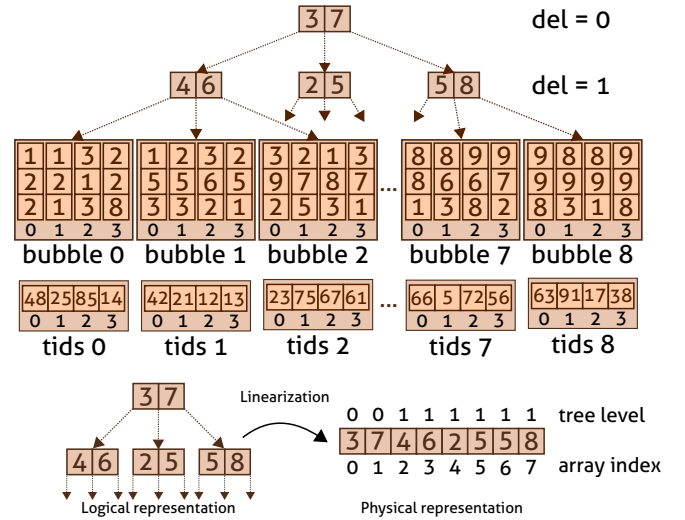 3 7 del = 0
4 6 2 5 5 8 del = 1
1 1 3 2 1 2 3 2 3 2 1 3 8 8 9 9 9 8 8 9
2 2 1 2 5 5 6 5 9 7 8 7 ... 8 6 6 7 9 9 9 9
2 1 3 8 3 3 2 1 2 5 3 1 1 3 8 2 8 3 1 8
0 1 2 3 0 1 2 3 0 1 2 3 0 1 2 3 0 1 2 3
bubble 0 bubble 1 bubble 2 bubble 7 bubble 8
48 25 85 14 42 21 12 13 23 75 67 61 ... 66 5 72 56 63 91 17 38
0 1 2 3 0 1 2 3 0 1 2 3 0 1 2 3 0 1 2 3
tids 0 tids 1 tids 2 tids 7 tids 8
3 7 Linearization
0 0 1 1 1 1 1 1 tree level
3 7 4 6 2 5 5 8
4 6 2 5 5 8
0 1 2 3 4 5 6 7 array index
Logical representation Physical representation